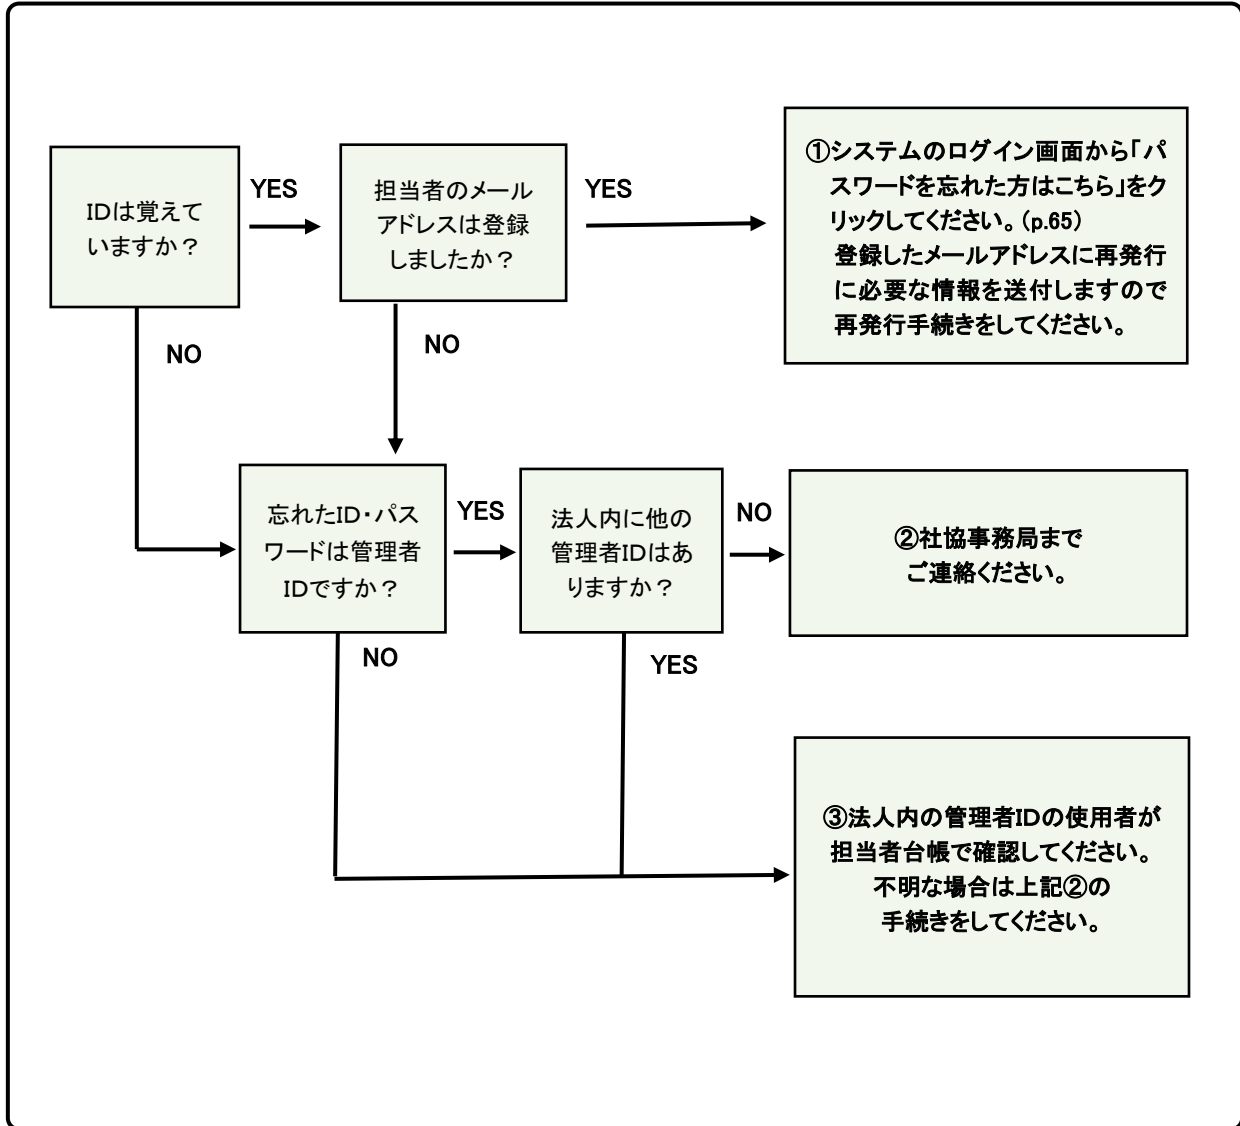 IDは覚えて
いますか?
YES
担当者のメール
アドレスは登録
しましたか?
YES
①システムのログイン画面から「パ
スワードを忘れた方はこちら」をク
リックしてください。(p.65)
登録したメールアドレスに再発行
に必要な情報を送付しますので
再発行手続きをしてください。
NO
NO
忘れたID・パス
ワードは管理者
IDですか?
YES
法人内に他の
管理者IDはあ
りますか?
NO
②社協事務局まで
ご連絡ください。
NO
YES
③法人内の管理者IDの使用者が
担当者台帳で確認してください。
不明な場合は上記②の
手続きをしてください。